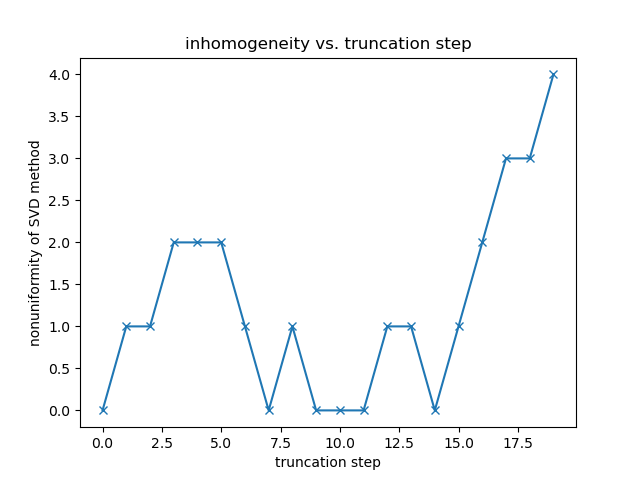 inhomogeneity vs. truncation step
4.0
3.5
3.0
2.5
2.0
1.5
1.0
0.5
0.0
nonuniformity of SVD method
0.0 2.5 5.0 7.5 10.0 12.5 15.0 17.5
truncation step